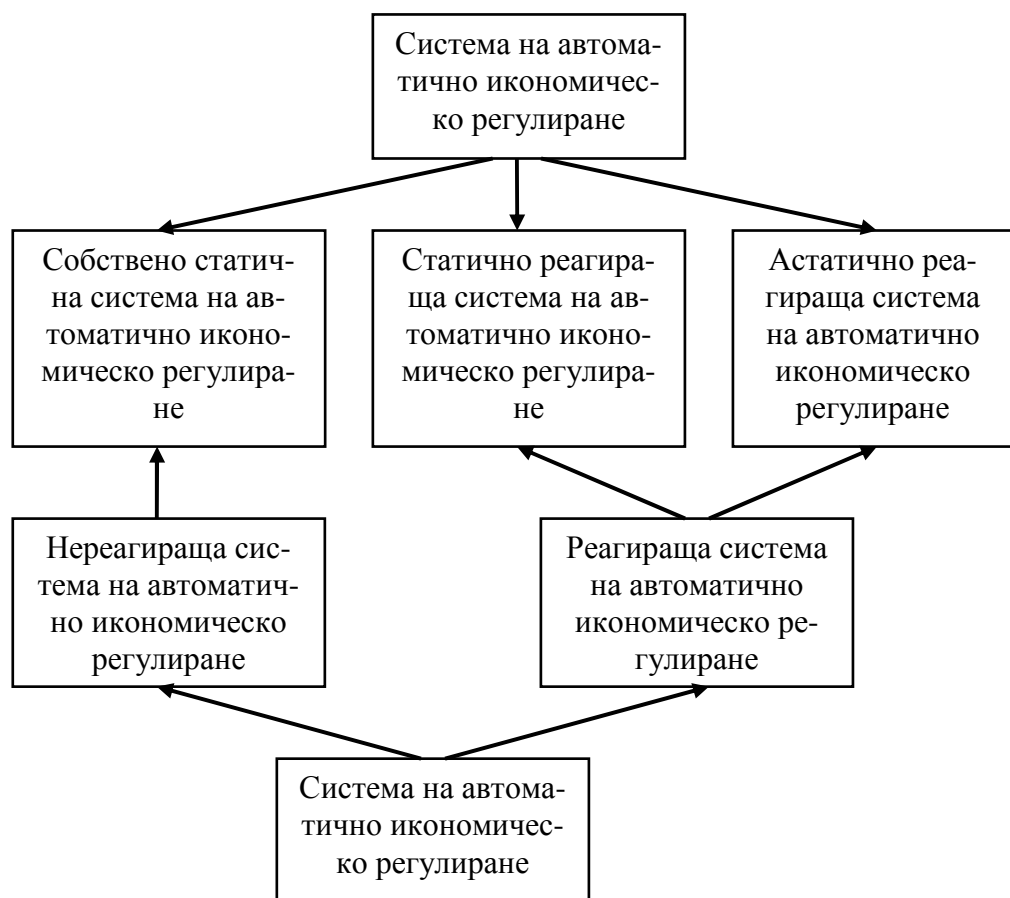 Система на автома-
тично икономичес-
ко регулиране
Собствено статич-
на система на ав-
томатично иконо-
мическо регулира-
не
Статично реагира-
ща система на ав-
томатично иконо-
мическо регулира-
не
Астатично реа-
гираща система
на автоматично
икономическо
регулиране
Нереагираща сис-
тема на автоматич-
но икономическо
регулиране
Реагираща система
на автоматично
икономическо ре-
гулиране
Система на автома-
тично икономичес-
ко регулиране